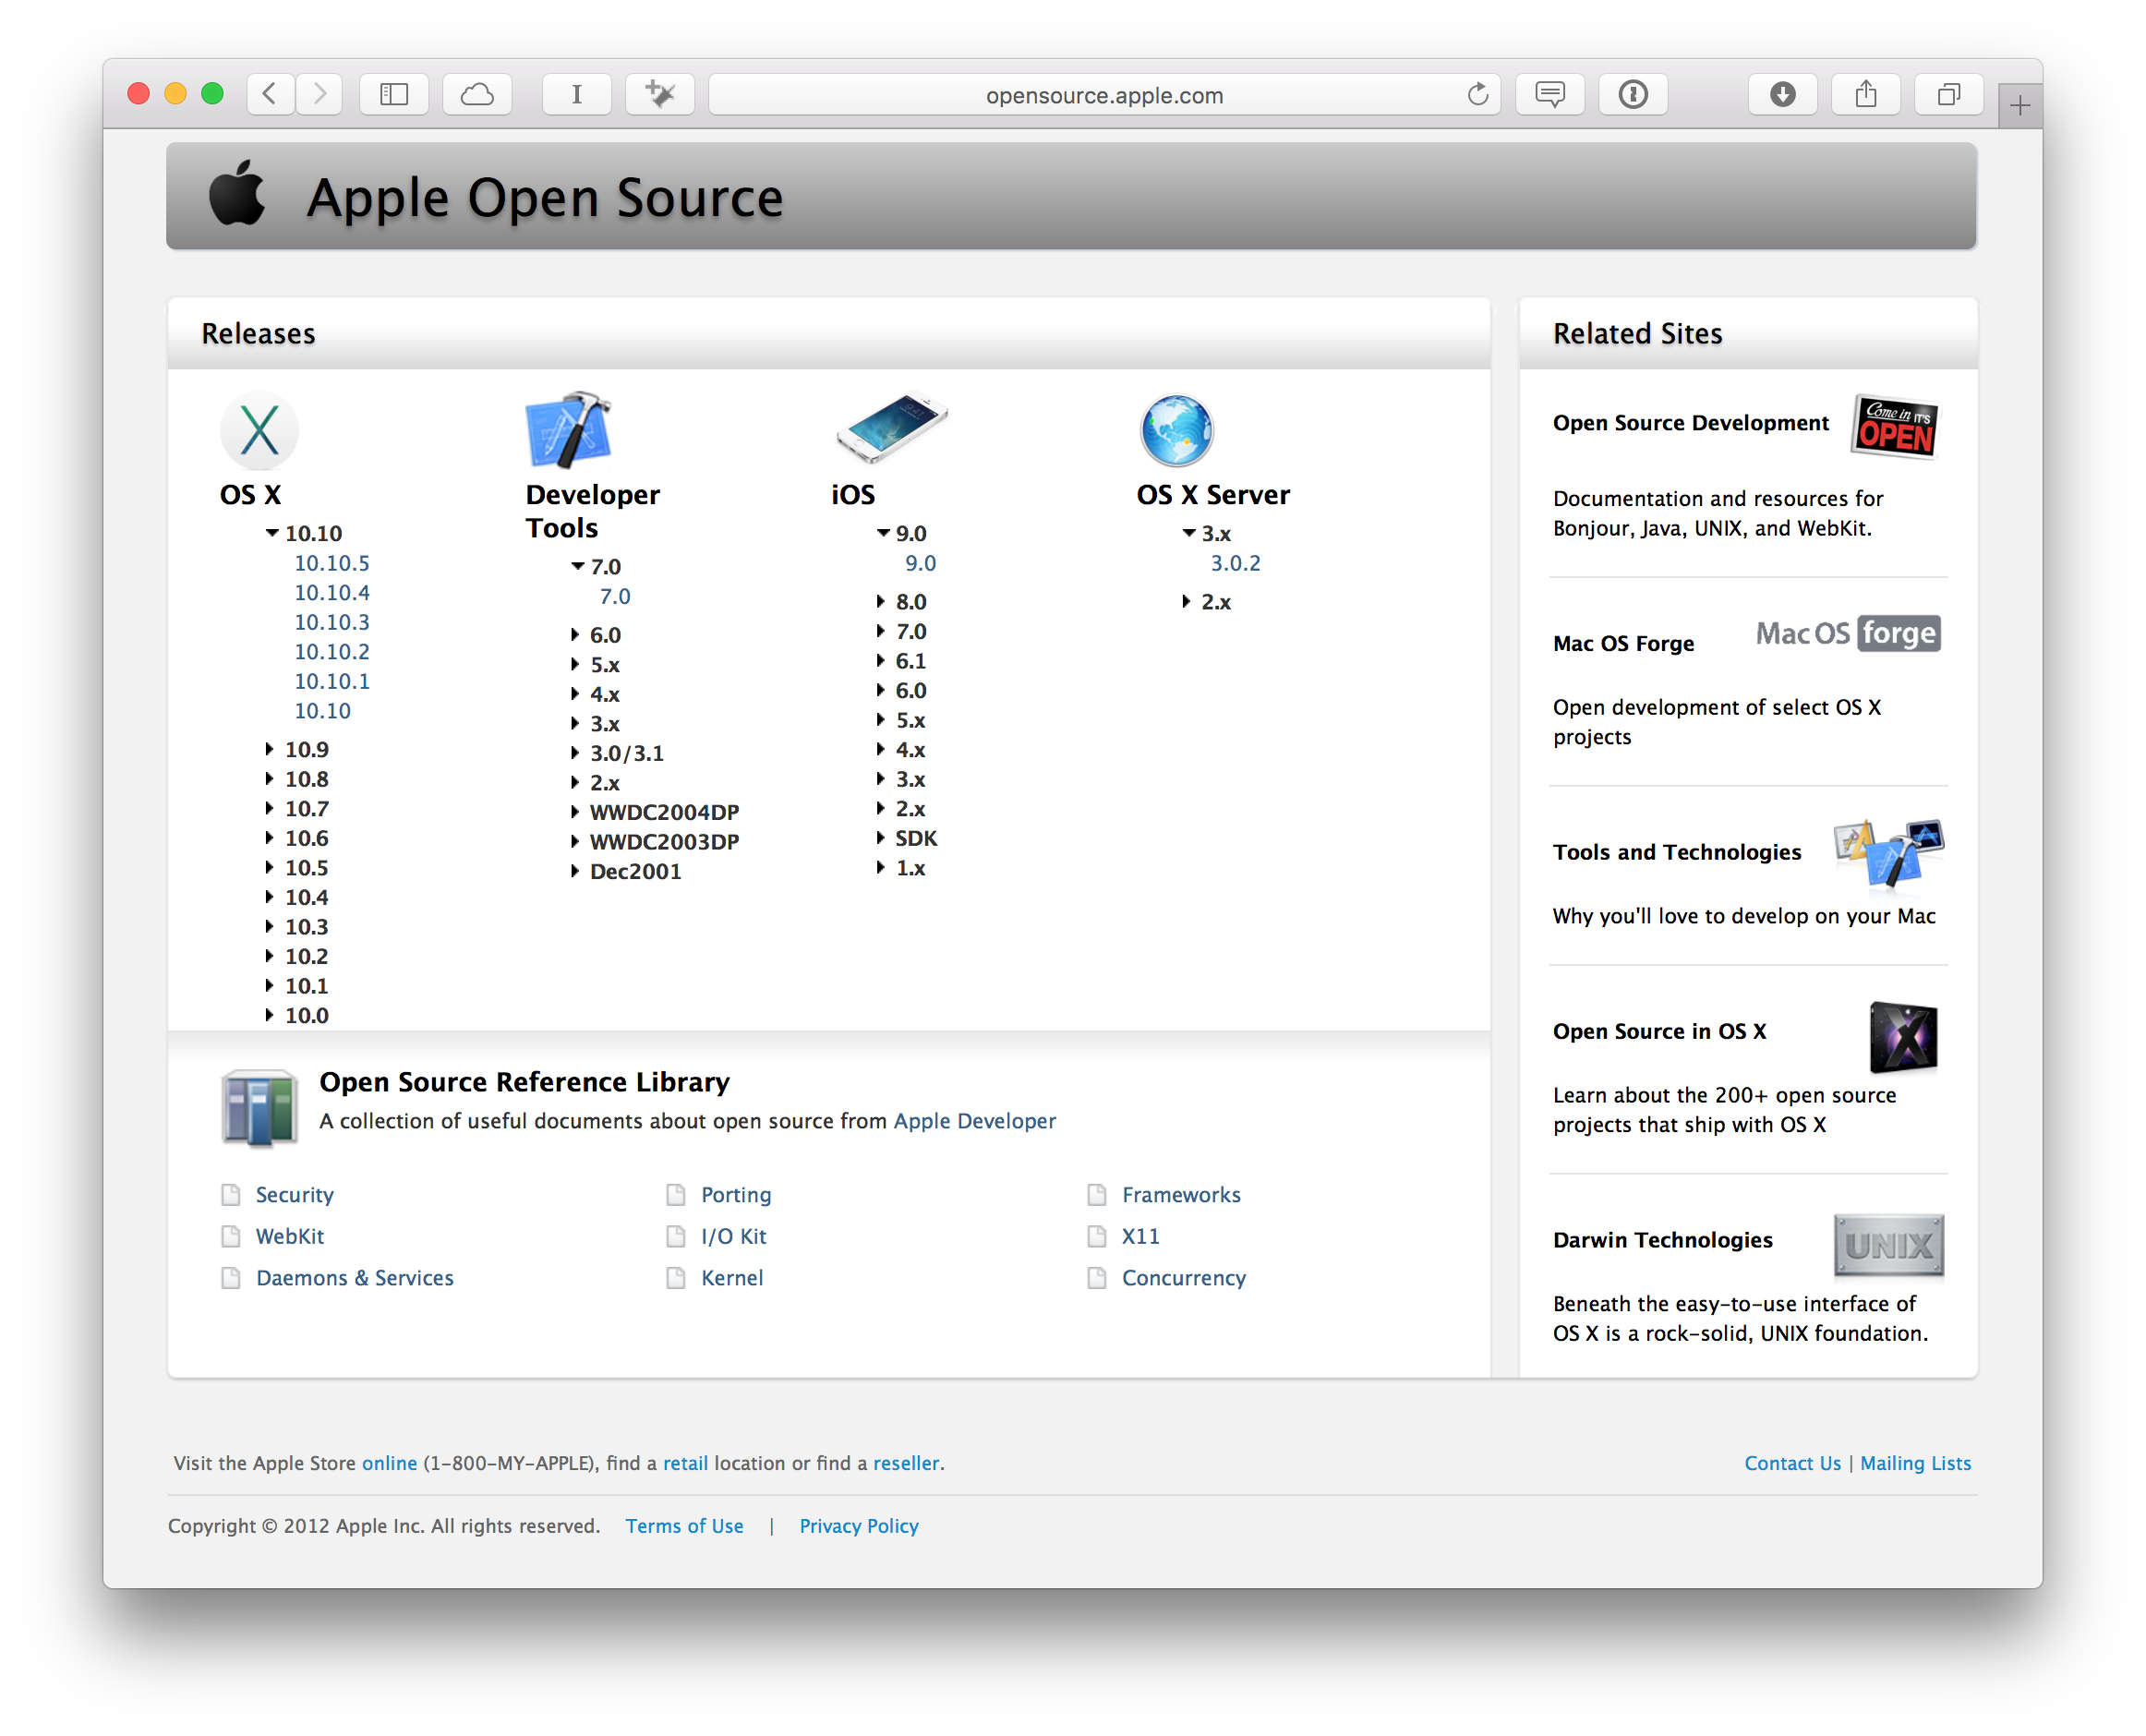 opensource.apple.com
Apple Open Source
Releases
OS X
10.10
10.10.5
10.10.4
10.10.3
10.10.2
10.10.1
10.10
10.9
10.8
10.7
10.6
10.5
10.4
10.3
10.2
10.1
10.0
Developer
Tools
7.0
7.0
6.0
5.x
4.x
3.x
3.0/3.1
2.x
WWDC2004DP
WWDC2003DP
Dec2001
iOS
9.0
9.0
8.0
7.0
6.1
6.0
5.x
4.x
3.x
2.x
SDK
1.x
OS X Server
3.x
3.0.2
2.x
Open Source Reference Library
A collection of useful documents about open source from Apple Developer
Security
WebKit
Daemons & Services
Porting
I/O Kit
Kernel
Frameworks
X11
Concurrency
Related Sites
Open Source Development
Come in IT'S
OPEN
Documentation and resources for
Bonjour, Java, UNIX, and WebKit.
Mac OS Forge
Mac OS forge
Open development of select OS X
projects
Tools and Technologies
Why you'll love to develop on your Mac
Open Source in OS X
X
Learn about the 200+ open source
projects that ship with OS X
Darwin Technologies
UNIX
Beneath the easy-to-use interface of
OS X is a rock-solid, UNIX foundation.
Visit the Apple Store online (1-800-MY-APPLE), find a retail location or find a reseller.
Contact Us | Mailing Lists
Copyright © 2012 Apple Inc. All rights reserved. Terms of Use | Privacy Policy